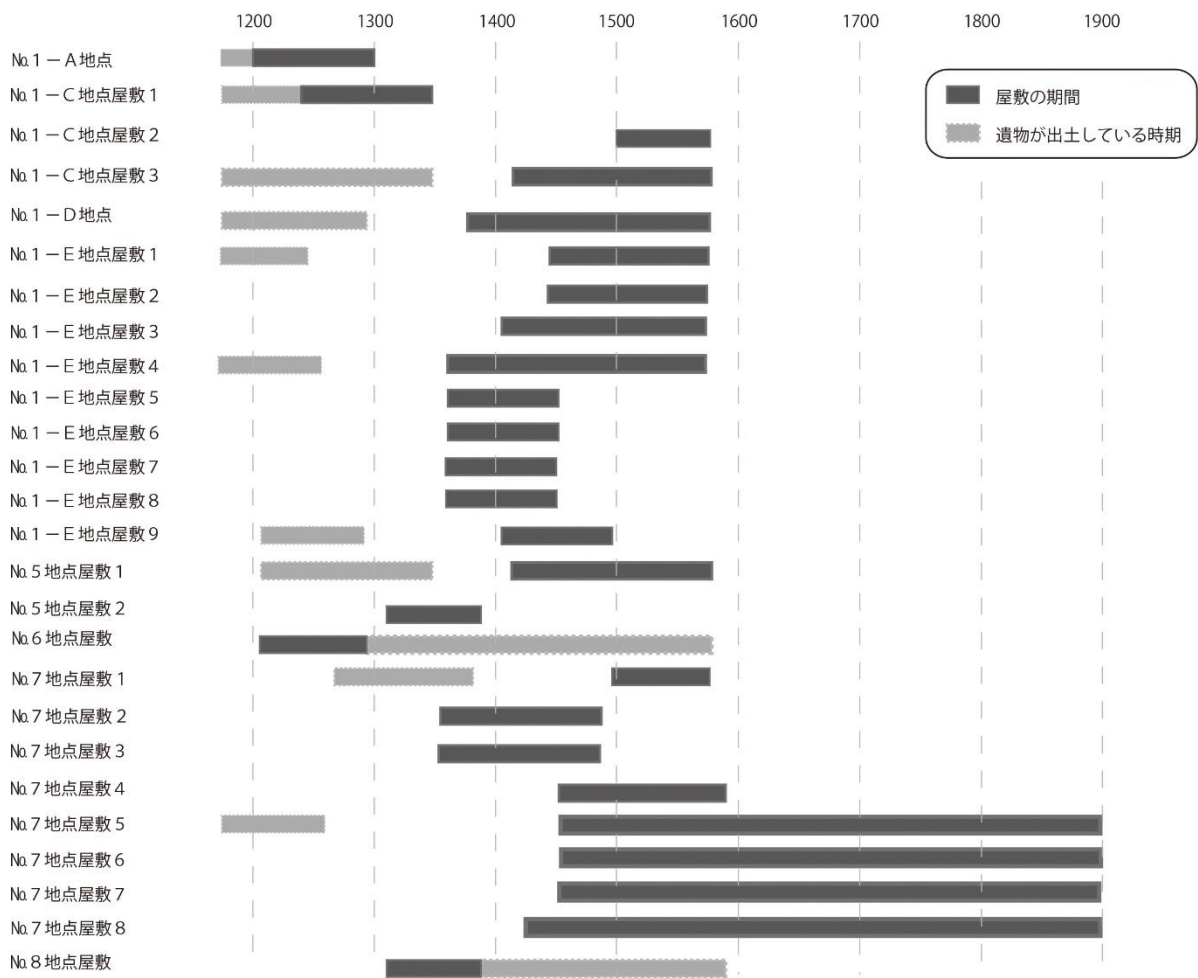 1200 1300 1400 1500 1600 1700 1800 1900
№1－A地点
№1－C地点屋敷1
№1－C地点屋敷2
№1－C地点屋敷3
№1－D地点
№1－E地点屋敷1
№1－E地点屋敷2
№1－E地点屋敷3
№1－E地点屋敷4
№1－E地点屋敷5
№1－E地点屋敷6
№1－E地点屋敷7
№1－E地点屋敷8
№1－E地点屋敷9
№5地点屋敷1
№5地点屋敷2
№6地点屋敷
№7地点屋敷1
№7地点屋敷2
№7地点屋敷3
№7地点屋敷4
№7地点屋敷5
№7地点屋敷6
№7地点屋敷7
№7地点屋敷8
№8地点屋敷
屋敷の期間
遺物が出土している時期